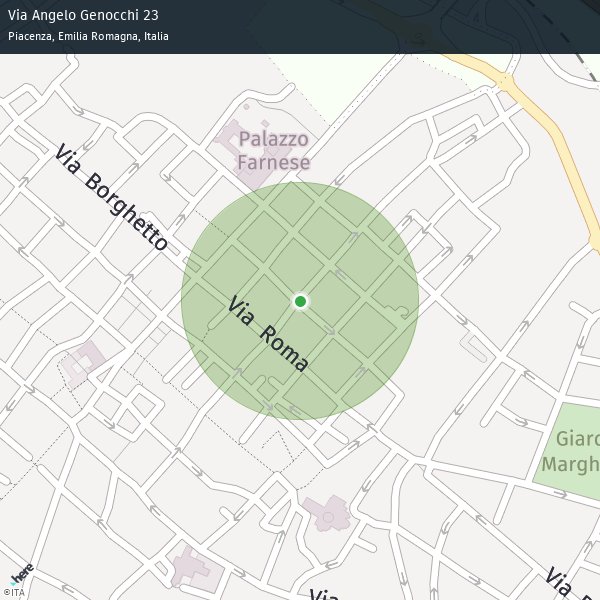 Via Angelo Genocchi 23
Piacenza, Emilia Romagna, Italia
Palazzo
Farnese
Via Borghetto
Via Roma
Giard
Margh
Via
Via
here
©ITA